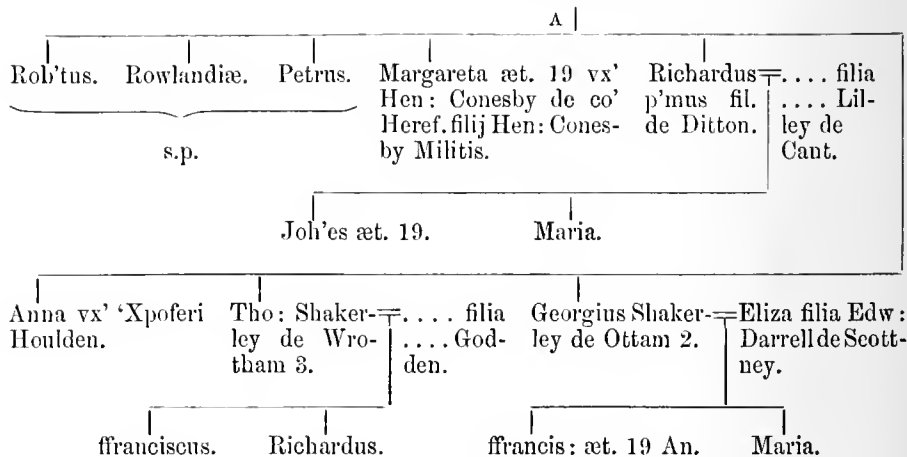 A
Rob'tus.
Rowlandiæ.
Petrus.
s.p.
Margareta æt. 19 vx'
Hen: Conesby de co'
Heref. filij Hen: Cones-
by Militis.
Richardus
p'mus fil.
de Ditton.
.... filia
.... Lil-
ley de
Cant.
Joh'es æt. 19.
Maria.
Anna vx' ‘Xpoferi
Houlden.
Tho: Shaker-
ley de Wro-
tham 3.
.... filia
.... God-
den.
Georgius Shaker-
ley de Ottam 2.
Eliza filia Edw:
Darrell de Scott-
ney.
ffranciscus.
Richardus.
ffrancis: æt. 19 An.
Maria.